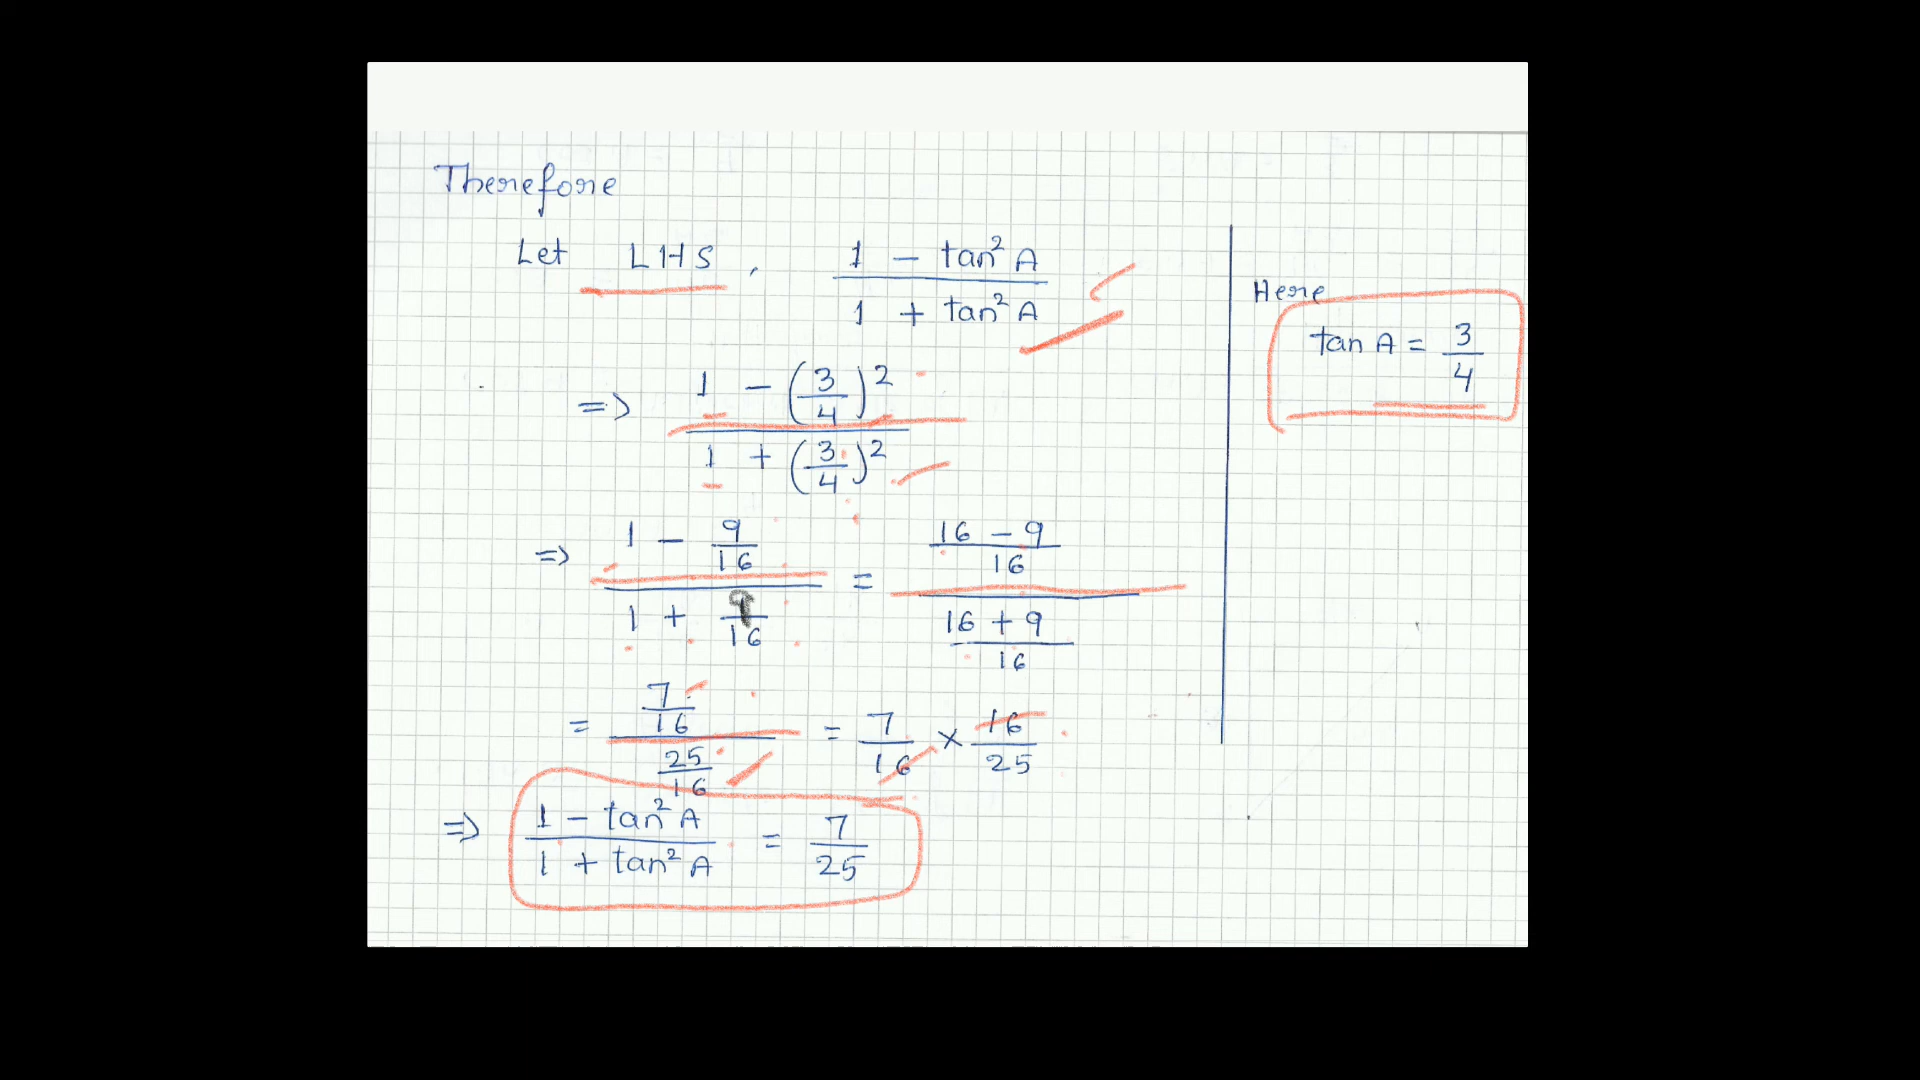 Therefore
Let LHS, (1 - tan²A)/(1 + tan²A)
Here
tan A = 3/4
=> (1 - (3/4)²)/(1 + (3/4)²)
=> (1 - 9/16)/(1 + 9/16) = ((16 - 9)/16)/((16 + 9)/16)
= (7/16)/(25/16) = 7/16 × 16/25
=> (1 - tan²A)/(1 + tan²A) = 7/25